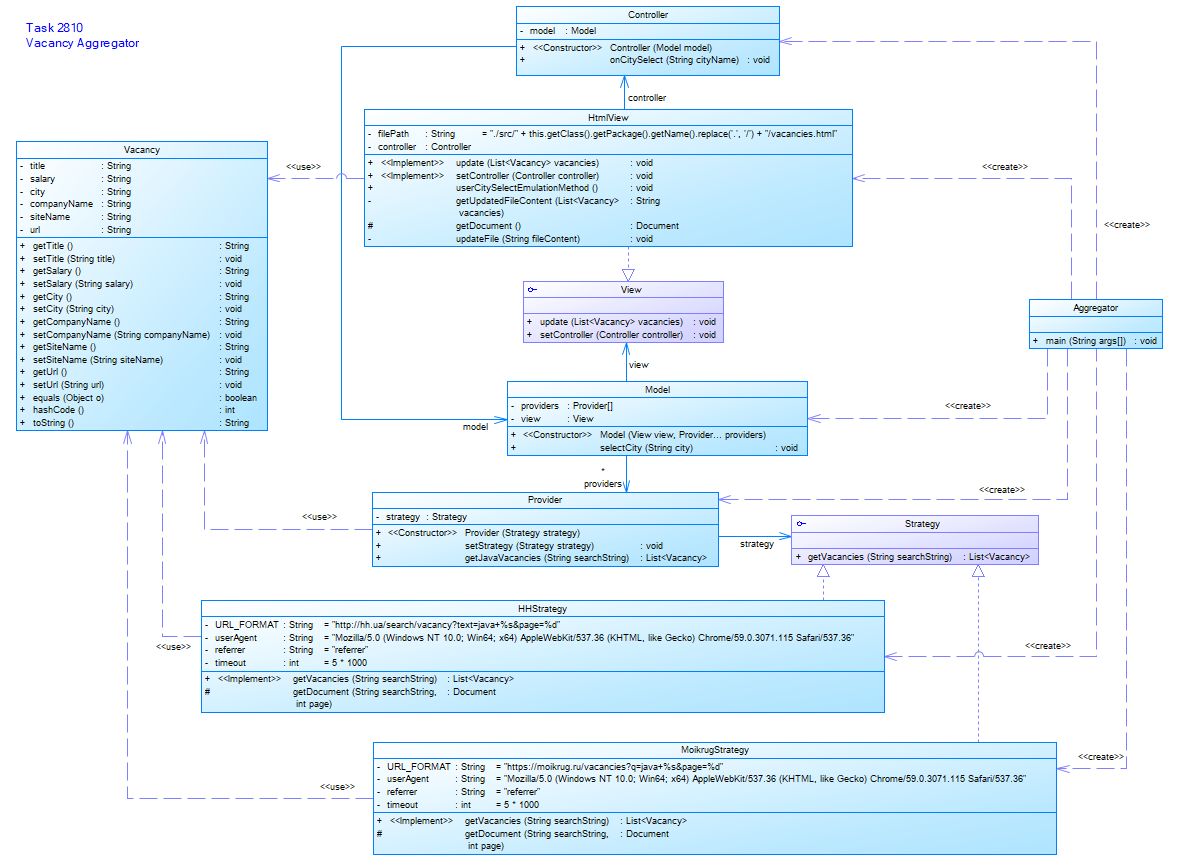 Task 2810
Vacancy Aggregator
Controller
- model : Model
+ <<Constructor>> Controller (Model model)
+ onCitySelect (String cityName) : void
controller
HtmlView
- filePath : String = "./src/" + this.getClass().getPackage().getName().replace('.', '/') + "/vacancies.html"
- controller : Controller
+ <<Implement>> update (List<Vacancy> vacancies) : void
+ <<Implement>> setController (Controller controller) : void
+ userCitySelectEmulationMethod () : void
- getUpdatedFileContent (List<Vacancy> : String
vacancies)
# getDocument () : Document
- updateFile (String fileContent) : void
<<use>>
<<create>>
<<create>>
Vacancy
- title : String
- salary : String
- city : String
- companyName : String
- siteName : String
- url : String
+ getTitle () : String
+ setTitle (String title) : void
+ getSalary () : String
+ setSalary (String salary) : void
+ getCity () : String
+ setCity (String city) : void
+ getCompanyName () : String
+ setCompanyName (String companyName) : void
+ getSiteName () : String
+ setSiteName (String siteName) : void
+ getUrl () : String
+ setUrl (String url) : void
+ equals (Object o) : boolean
+ hashCode () : int
+ toString () : String
View
+ update (List<Vacancy> vacancies) : void
+ setController (Controller controller) : void
view
Aggregator
+ main (String args[]) : void
Model
- providers : Provider[]
- view : View
+ <<Constructor>> Model (View view, Provider... providers)
+ selectCity (String city) : void
model
<<create>>
*
providers
Provider
- strategy : Strategy
+ <<Constructor>> Provider (Strategy strategy)
+ setStrategy (Strategy strategy) : void
+ getJavaVacancies (String searchString) : List<Vacancy>
<<use>>
<<create>>
strategy
Strategy
+ getVacancies (String searchString) : List<Vacancy>
HHStrategy
- URL_FORMAT : String = "http://hh.ua/search/vacancy?text=java+%s&page=%d"
- userAgent : String = "Mozilla/5.0 (Windows NT 10.0; Win64; x64) AppleWebKit/537.36 (KHTML, like Gecko) Chrome/59.0.3071.115 Safari/537.36"
- referrer : String = "referrer"
- timeout : int = 5 * 1000
+ <<Implement>> getVacancies (String searchString) : List<Vacancy>
# getDocument (String searchString, : Document
int page)
<<use>>
<<create>>
MoikrugStrategy
- URL_FORMAT : String = "https://moikrug.ru/vacancies?q=java+%s&page=%d"
- userAgent : String = "Mozilla/5.0 (Windows NT 10.0; Win64; x64) AppleWebKit/537.36 (KHTML, like Gecko) Chrome/59.0.3071.115 Safari/537.36"
- referrer : String = "referrer"
- timeout : int = 5 * 1000
+ <<Implement>> getVacancies (String searchString) : List<Vacancy>
# getDocument (String searchString, : Document
int page)
<<use>>
<<create>>